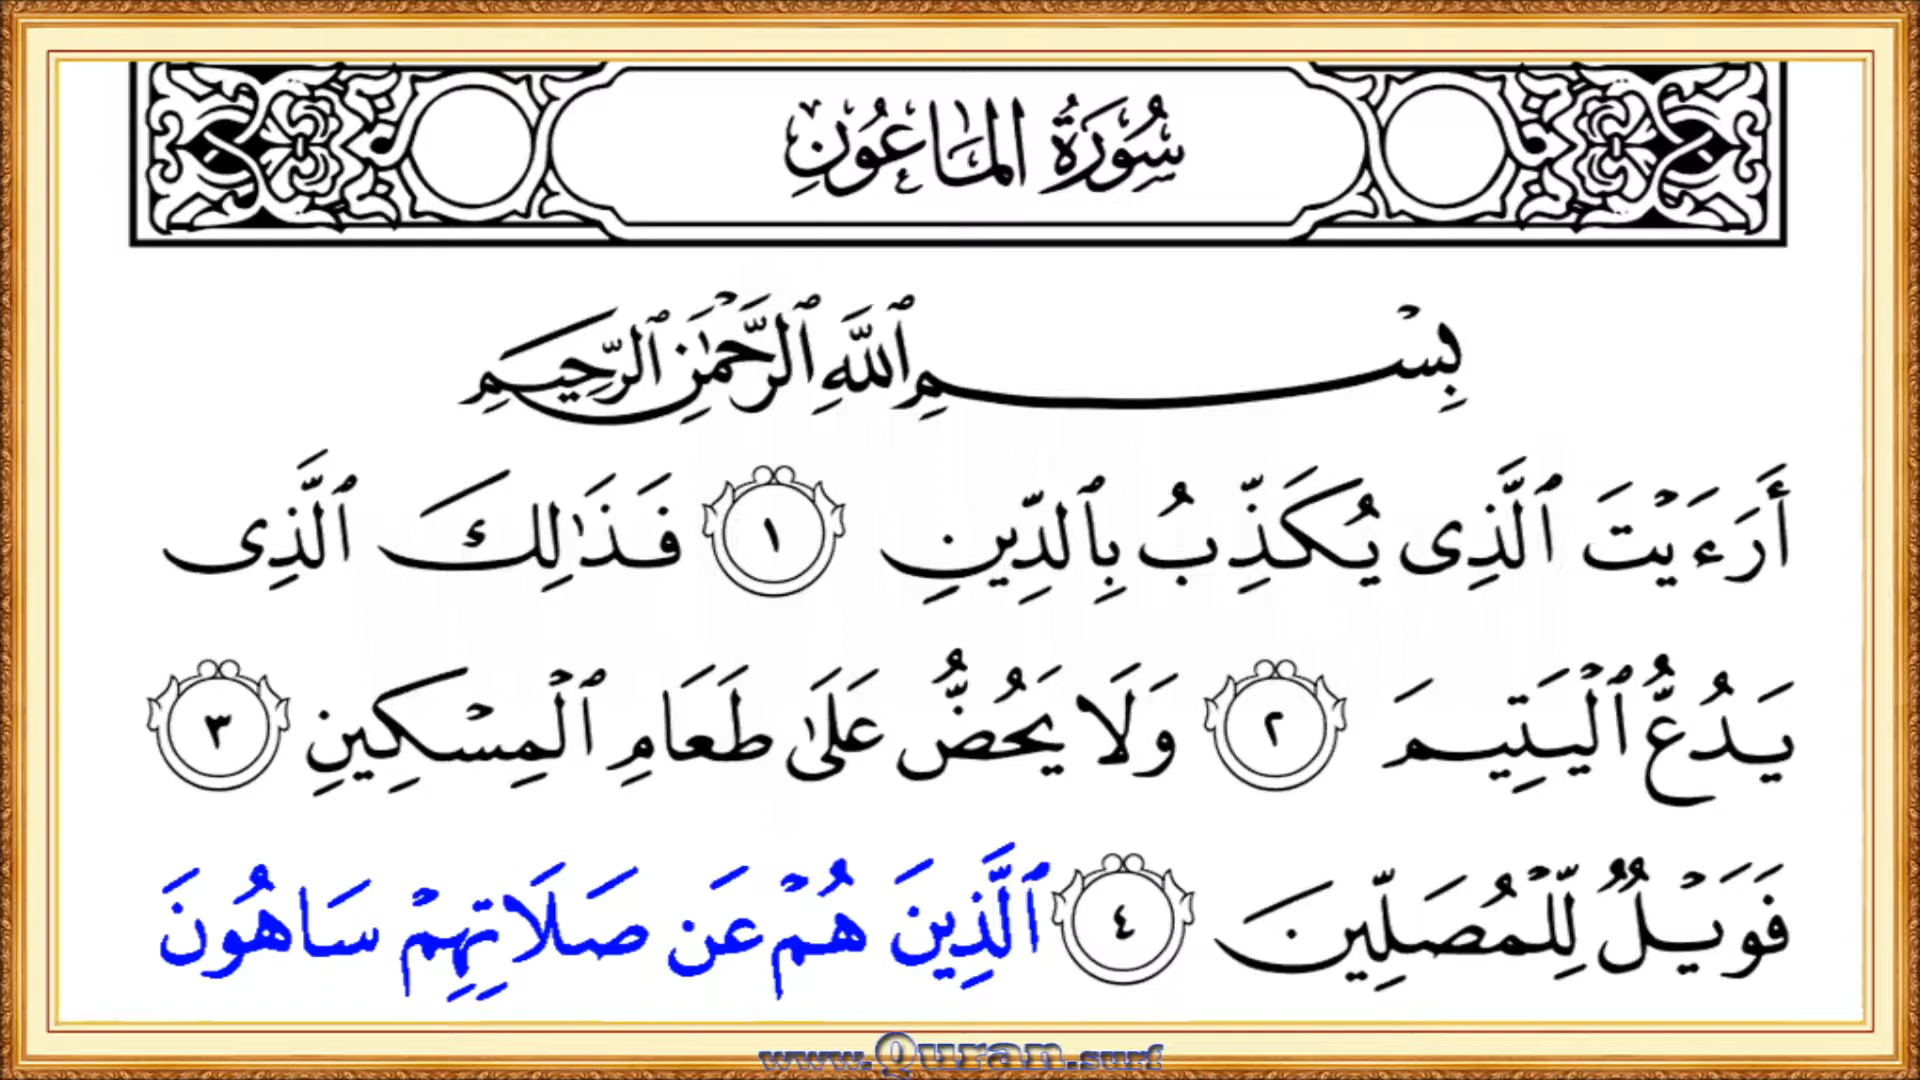 سُورَةُ المَاعُونِ
بِسْمِ ٱللَّهِ ٱلرَّحْمَٰنِ ٱلرَّحِيمِ
أَرَءَيْتَ ٱلَّذِى يُكَذِّبُ بِٱلدِّينِ ١ فَذَٰلِكَ ٱلَّذِى
يَدُعُّ ٱلْيَتِيمَ ٢ وَلَا يَحُضُّ عَلَىٰ طَعَامِ ٱلْمِسْكِينِ ٣
فَوَيْلٌ لِّلْمُصَلِّينَ ٤ ٱلَّذِينَ هُمْ عَن صَلَاتِهِمْ سَاهُونَ
www.Quran.surf